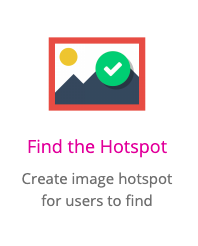 Find the Hotspot
Create image hotspot
for users to find